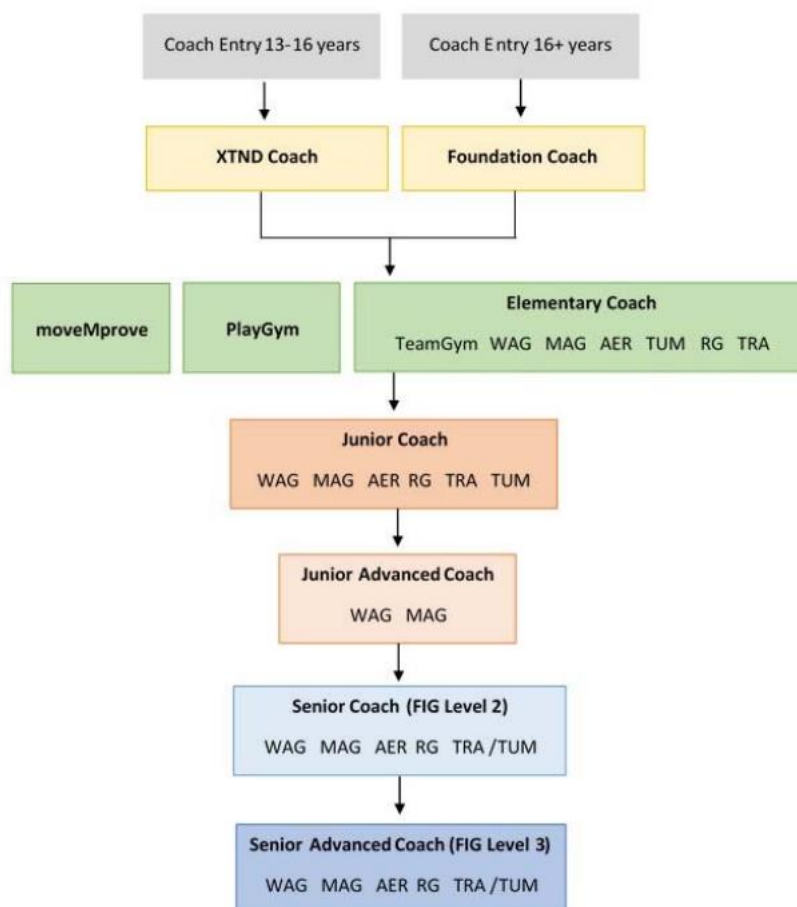 Coach Entry 13-16 years
Coach Entry 16+ years
XTND Coach
Foundation Coach
moveMprove
PlayGym
Elementary Coach
TeamGym WAG MAG AER TUM RG TRA
Junior Coach
WAG MAG AER RG TRA TUM
Junior Advanced Coach
WAG MAG
Senior Coach (FIG Level 2)
WAG MAG AER RG TRA /TUM
Senior Advanced Coach (FIG Level 3)
WAG MAG AER RG TRA /TUM